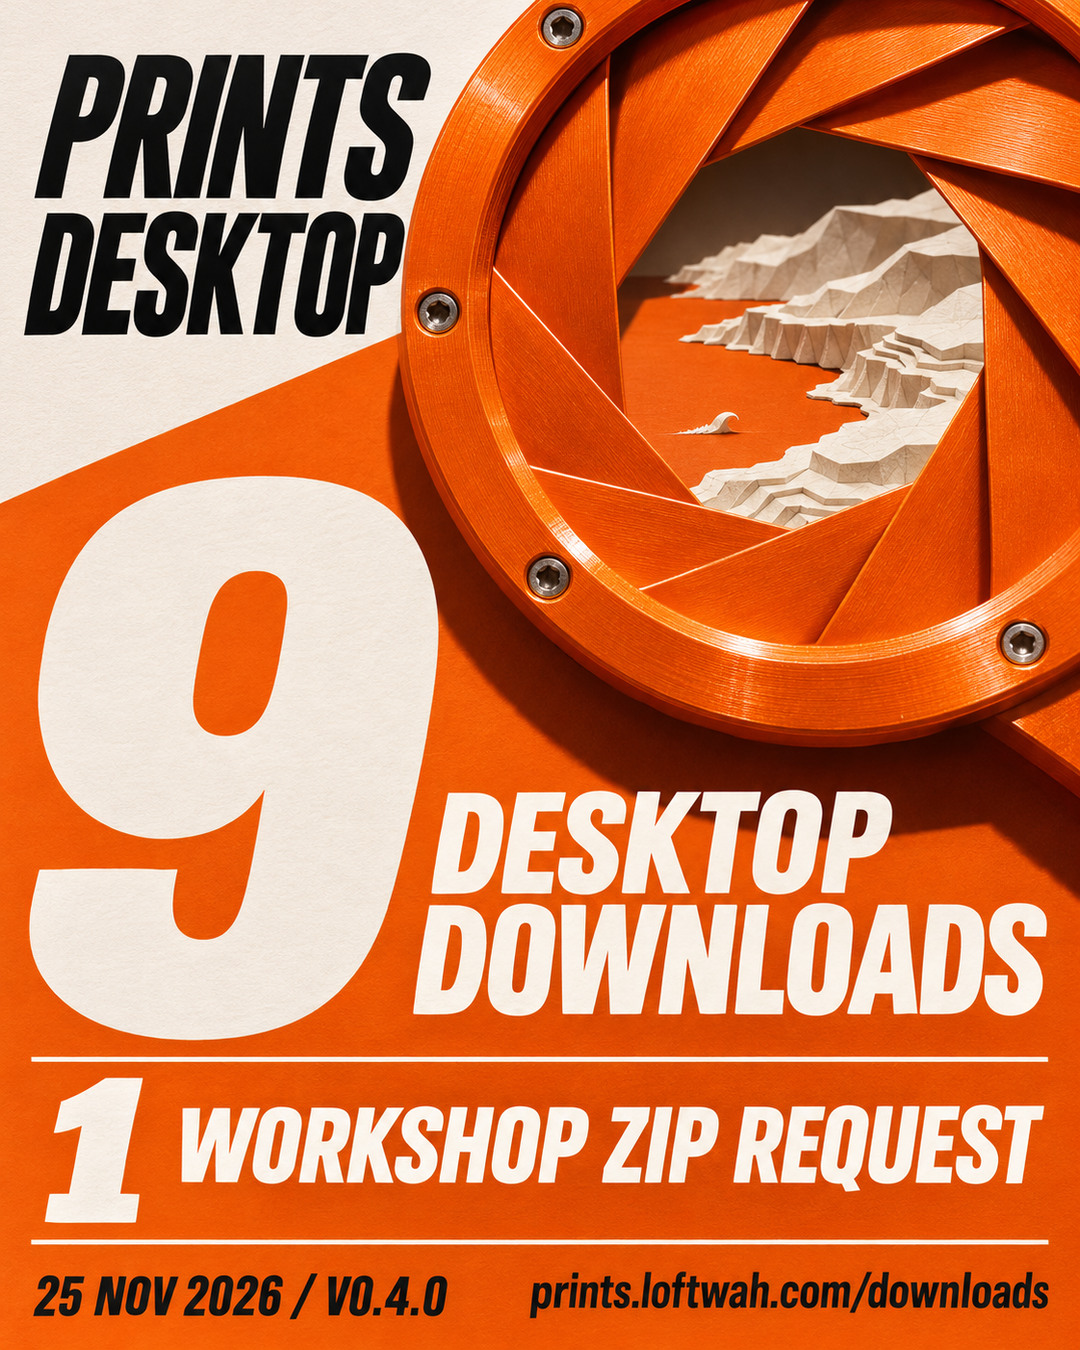 PRINTS
DESKTOP
9
DESKTOP
DOWNLOADS
1 WORKSHOP ZIP REQUEST
25 NOV 2026 / V0.4.0
prints.loftwah.com/downloads